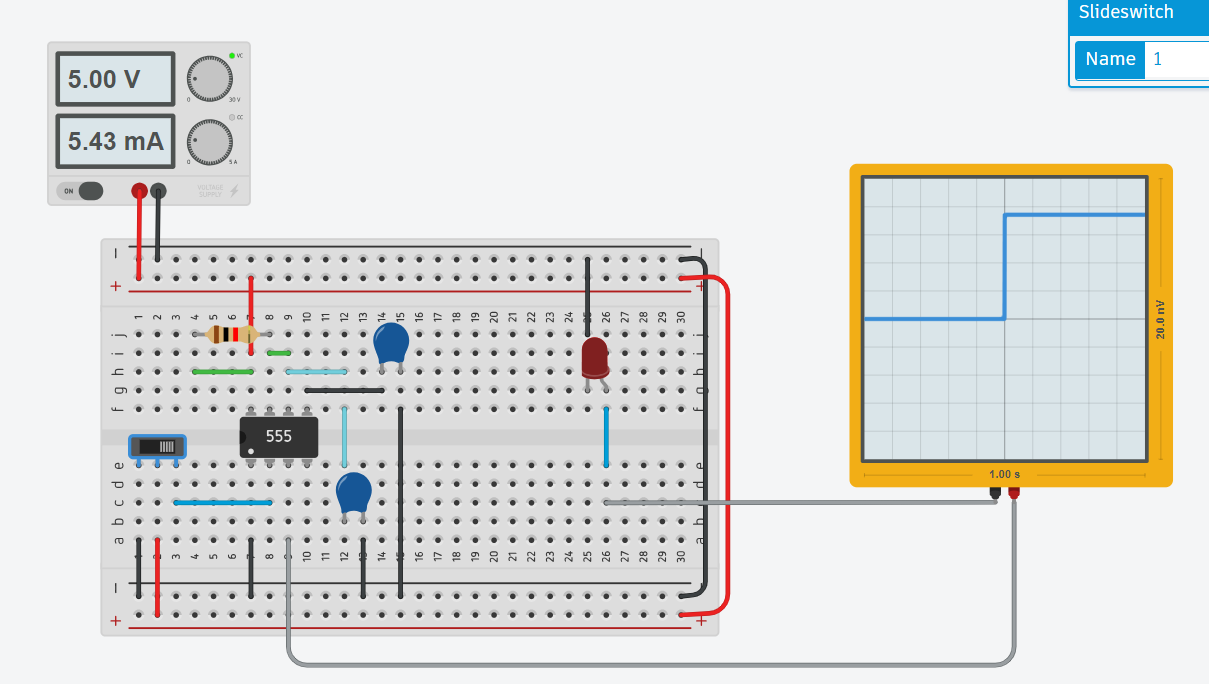 Slideswitch
Name 1
5.00 V
VC
0 30 V
5.43 mA
CC
0 5 A
ON
VOLTAGE
SUPPLY
1 2 3 4 5 6 7 8 9 10 11 12 13 14 15 16 17 18 19 20 21 22 23 24 25 26 27 28 29 30
j j
i i
h h
g g
f f
555
e e
d d
c c
b b
a a
1 2 3 4 5 6 7 8 9 10 11 12 13 14 15 16 17 18 19 20 21 22 23 24 25 26 27 28 29 30
20.0 nV
1.00 s